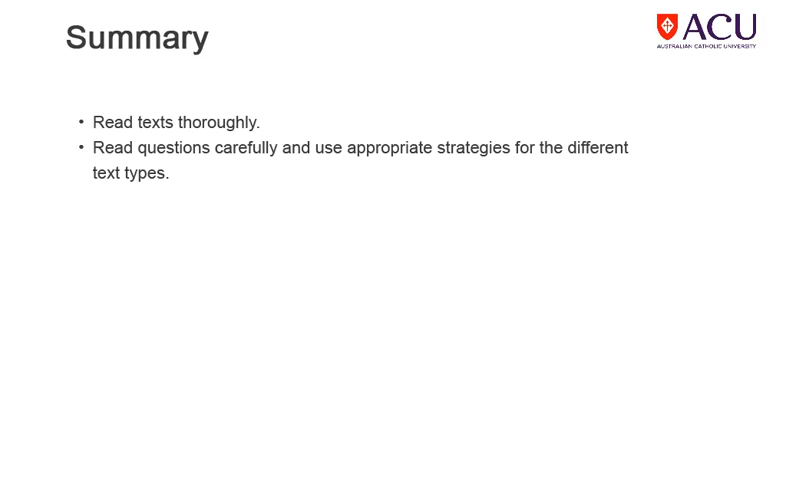 Summary
ACU
AUSTRALIAN CATHOLIC UNIVERSITY
• Read texts thoroughly.
• Read questions carefully and use appropriate strategies for the different
text types.